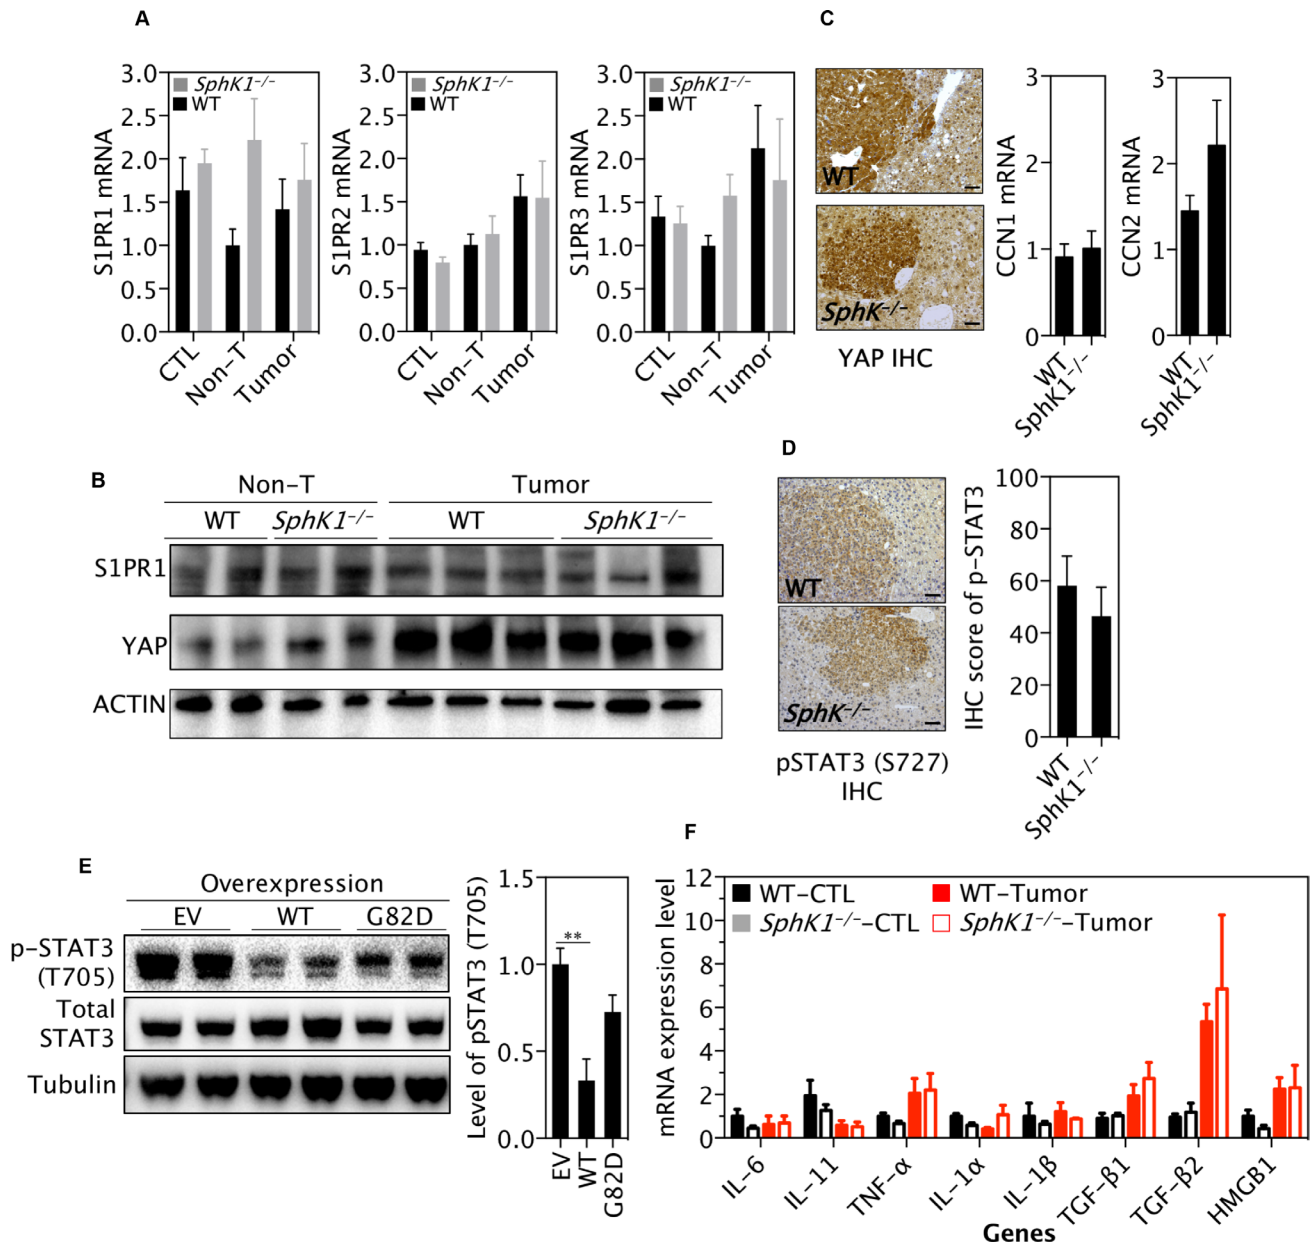 A
S1PR1 mRNA
3.0
2.5
2.0
1.5
1.0
0.5
0.0
SphK1⁻/⁻
WT
CTL
Non-T
Tumor
S1PR2 mRNA
3.0
2.5
2.0
1.5
1.0
0.5
0.0
SphK1⁻/⁻
WT
CTL
Non-T
Tumor
S1PR3 mRNA
3.0
2.5
2.0
1.5
1.0
0.5
0.0
SphK1⁻/⁻
WT
CTL
Non-T
Tumor
C
WT
SphK⁻/⁻
YAP IHC
CCN1 mRNA
3
2
1
0
WT
SphK1⁻/⁻
CCN2 mRNA
3
2
1
0
WT
SphK1⁻/⁻
B
Non-T Tumor
WT SphK1⁻/⁻ WT SphK1⁻/⁻
S1PR1
YAP
ACTIN
D
WT
SphK⁻/⁻
pSTAT3 (S727)
IHC
IHC score of p-STAT3
100
80
60
40
20
0
WT
SphK1⁻/⁻
E
Overexpression
EV WT G82D
p-STAT3
(T705)
Total
STAT3
Tubulin
Level of pSTAT3 (T705)
1.5
1.0
0.5
0.0
**
EV
WT
G82D
F
mRNA expression level
12
10
8
6
4
2
0
WT-CTL WT-Tumor
SphK1⁻/⁻-CTL SphK1⁻/⁻-Tumor
IL-6
IL-11
TNF-α
IL-1α
IL-1β
TGF-β1
TGF-β2
HMGB1
Genes